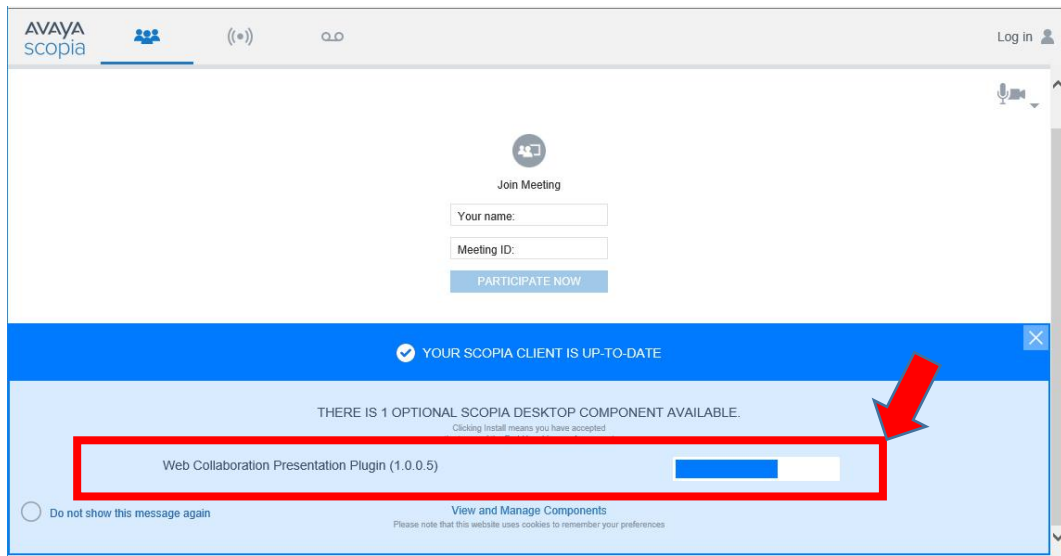 AVAYA
scopia
Log in
Join Meeting
Your name:
Meeting ID:
PARTICIPATE NOW
YOUR SCOPIA CLIENT IS UP-TO-DATE
THERE IS 1 OPTIONAL SCOPIA DESKTOP COMPONENT AVAILABLE.
Clicking Install means you have accepted
Web Collaboration Presentation Plugin (1.0.0.5)
Do not show this message again
View and Manage Components
Please note that this website uses cookies to remember your preferences